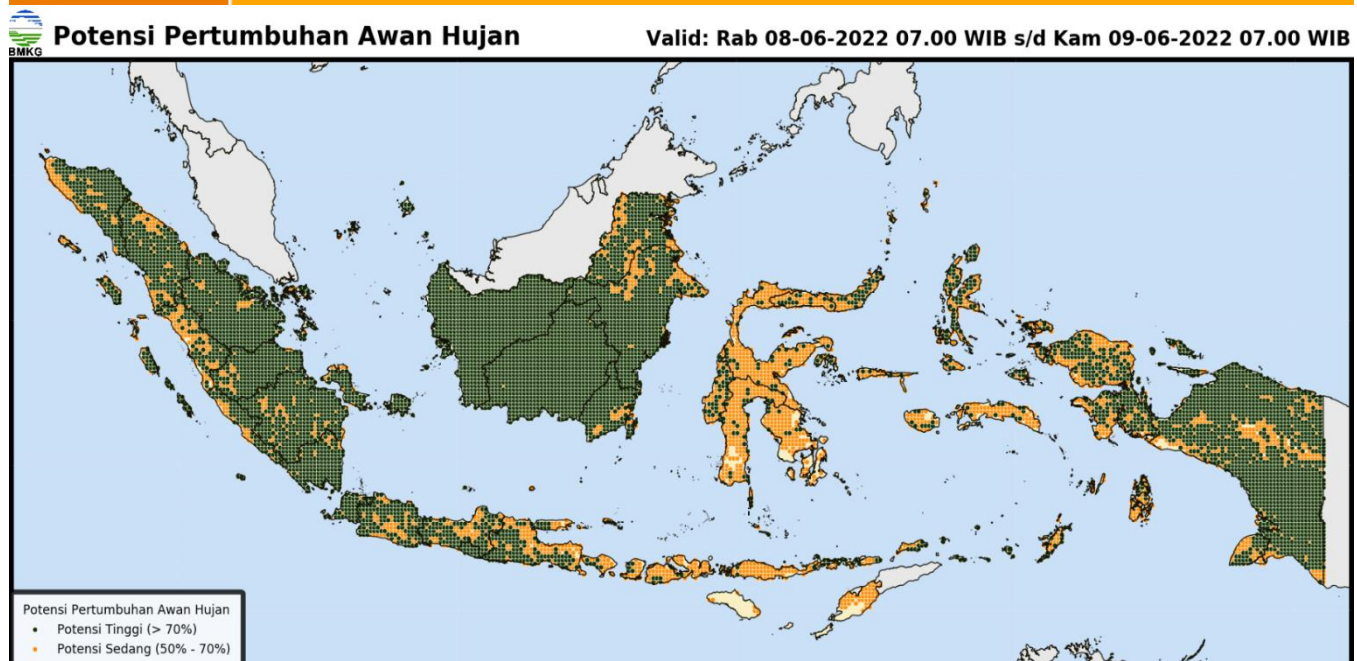 BMKG
Potensi Pertumbuhan Awan Hujan
Valid: Rab 08-06-2022 07.00 WIB s/d Kam 09-06-2022 07.00 WIB
Potensi Pertumbuhan Awan Hujan
Potensi Tinggi (> 70%)
Potensi Sedang (50% - 70%)